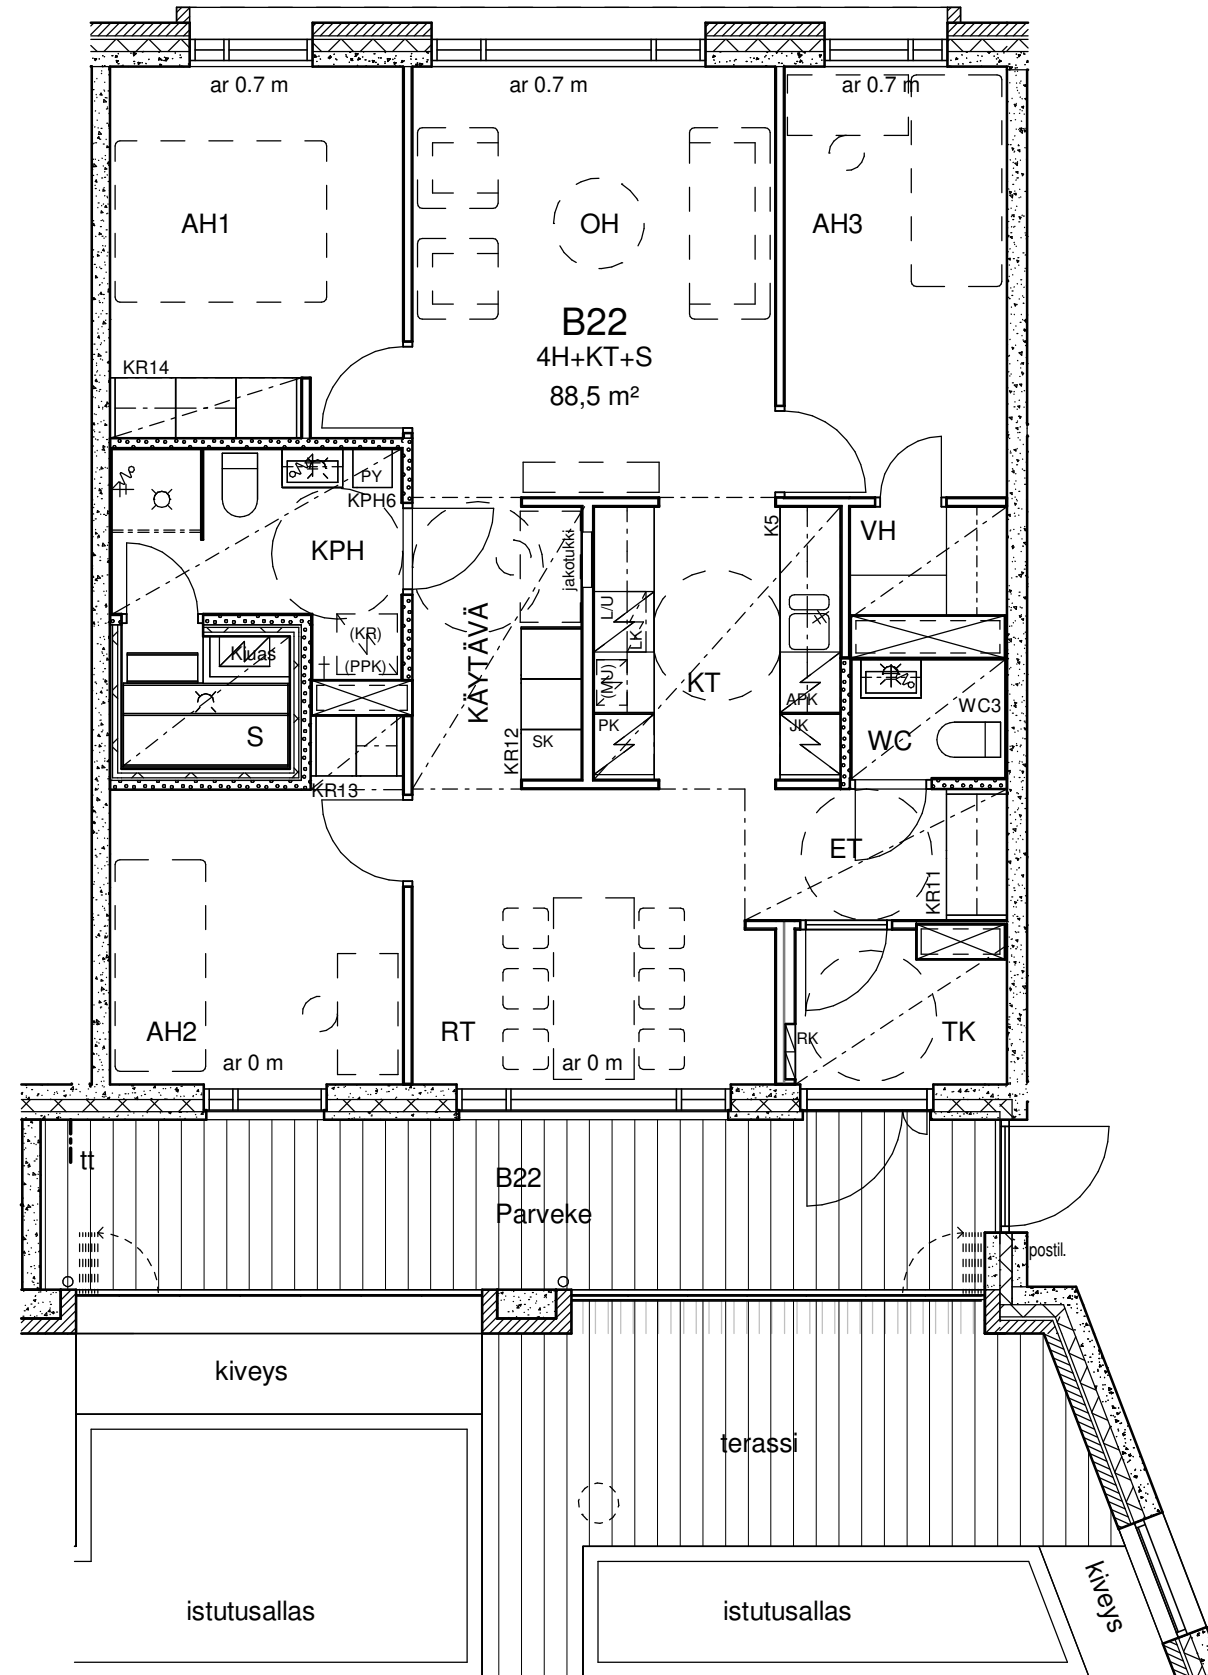 ar 0.7 m
ar 0.7 m
ar 0.7 m
AH1
OH
AH3
B22
4H+KT+S
88,5 m²
KR14
PY
KPH6
KPH
jakotukki
K5
VH
L/U
LK
(KR)
(PPK)
KÄYTÄVÄ
(MU)
KT
APK
WC3
Kiuas
S
KR12
SK
PK
JK
WC
KR13
ET
KR11
AH2
RT
RK
TK
ar 0 m
ar 0 m
tt
B22
Parveke
postil.
kiveys
terassi
istutusallas
istutusallas
kiveys